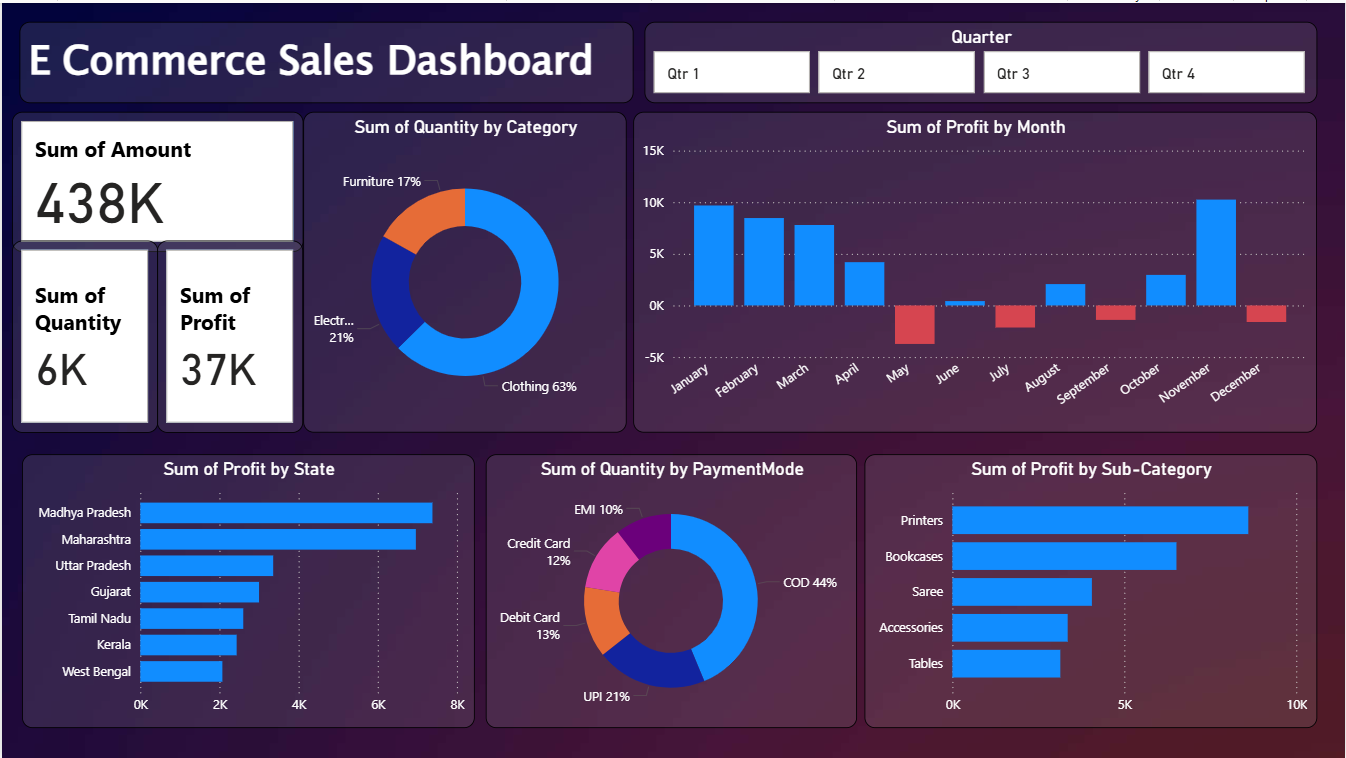 E Commerce Sales Dashboard
Quarter
Qtr 1
Qtr 2
Qtr 3
Qtr 4
Sum of Amount
438K
Sum of
Quantity
6K
Sum of
Profit
37K
Sum of Quantity by Category
Furniture 17%
Electr...
21%
Clothing 63%
Sum of Profit by Month
15K
10K
5K
0K
-5K
January
February
March
April
May
June
July
August
September
October
November
December
Sum of Profit by State
Madhya Pradesh
Maharashtra
Uttar Pradesh
Gujarat
Tamil Nadu
Kerala
West Bengal
0K
2K
4K
6K
8K
Sum of Quantity by PaymentMode
EMI 10%
Credit Card
12%
COD 44%
Debit Card
13%
UPI 21%
Sum of Profit by Sub-Category
Printers
Bookcases
Saree
Accessories
Tables
0K
5K
10K